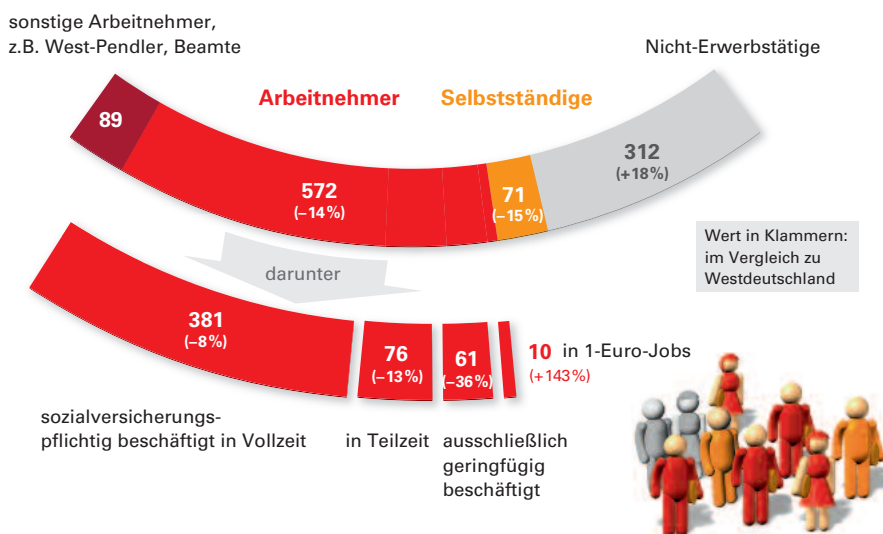 sonstige Arbeitnehmer,
z.B. West-Pendler, Beamte
Nicht-Erwerbstätige
Arbeitnehmer
Selbstständige
89
572
(–14%)
71
(–15%)
312
(+18%)
Wert in Klammern:
im Vergleich zu
Westdeutschland
darunter
381
(–8%)
76
(–13%)
61
(–36%)
10 in 1-Euro-Jobs
(+143%)
sozialversicherungs-
pflichtig beschäftigt in Vollzeit
in Teilzeit
ausschließlich
geringfügig
beschäftigt